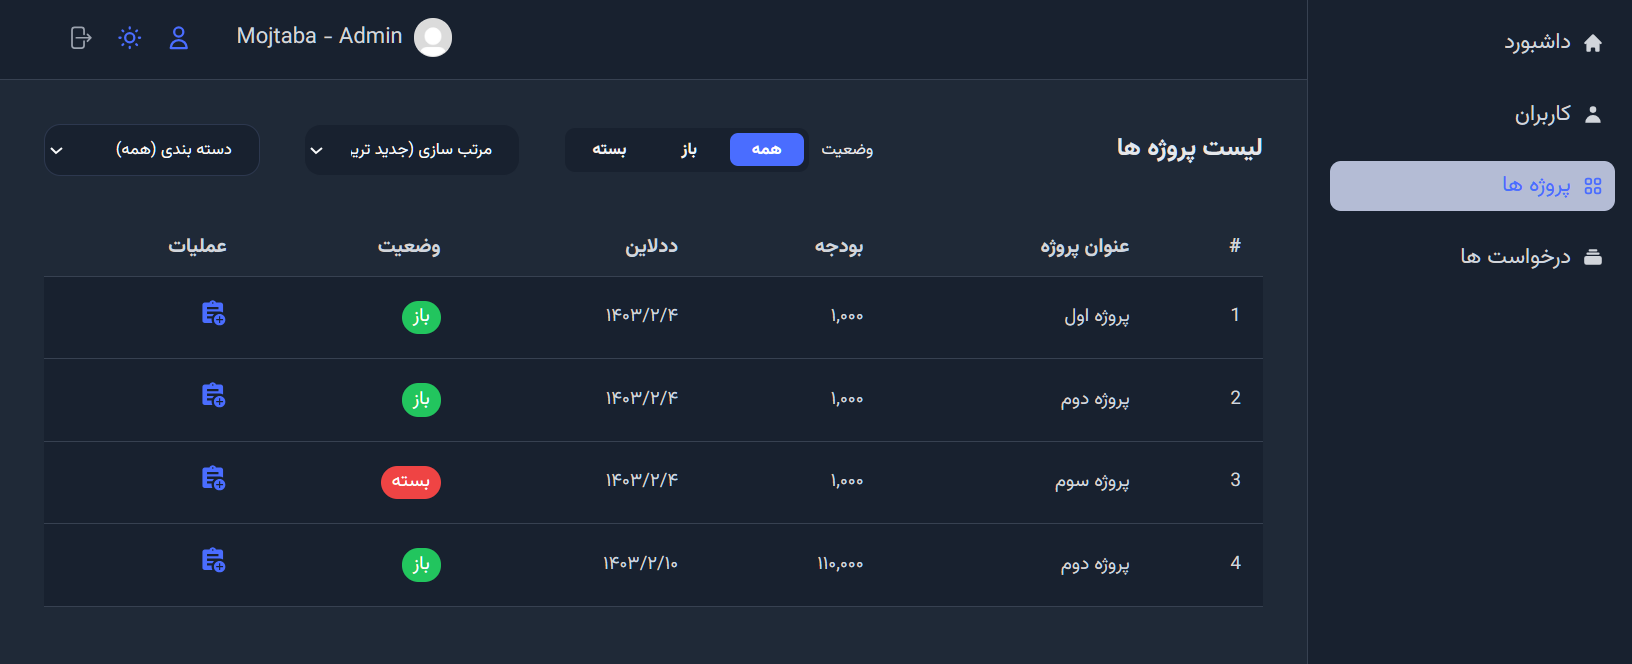 داشبورد
کاربران
پروژه ها
درخواست ها
Mojtaba - Admin
لیست پروژه ها
وضعیت همه باز بسته
مرتب سازی (جدید تریـ
دسته بندی (همه)
# عنوان پروژه بودجه ددلاین وضعیت عملیات
1 پروژه اول ۱,۰۰۰ ۱۴۰۳/۲/۴ باز
2 پروژه دوم ۱,۰۰۰ ۱۴۰۳/۲/۴ باز
3 پروژه سوم ۱,۰۰۰ ۱۴۰۳/۲/۴ بسته
4 پروژه دوم ۱۱۰,۰۰۰ ۱۴۰۳/۲/۱۰ باز